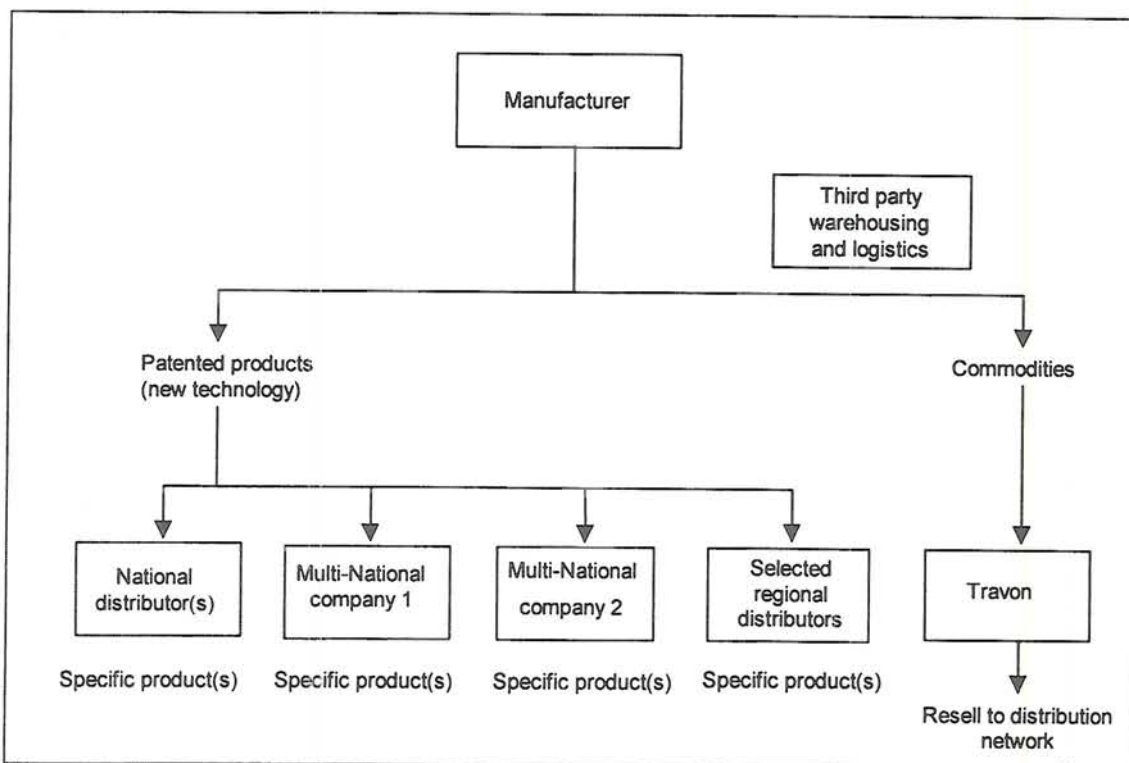 Manufacturer
Third party
warehousing
and logistics
Patented products
(new technology)
Commodities
National
distributor(s)
Multi-National
company 1
Multi-National
company 2
Selected
regional
distributors
Travon
Specific product(s)
Specific product(s)
Specific product(s)
Specific product(s)
Resell to distribution
network